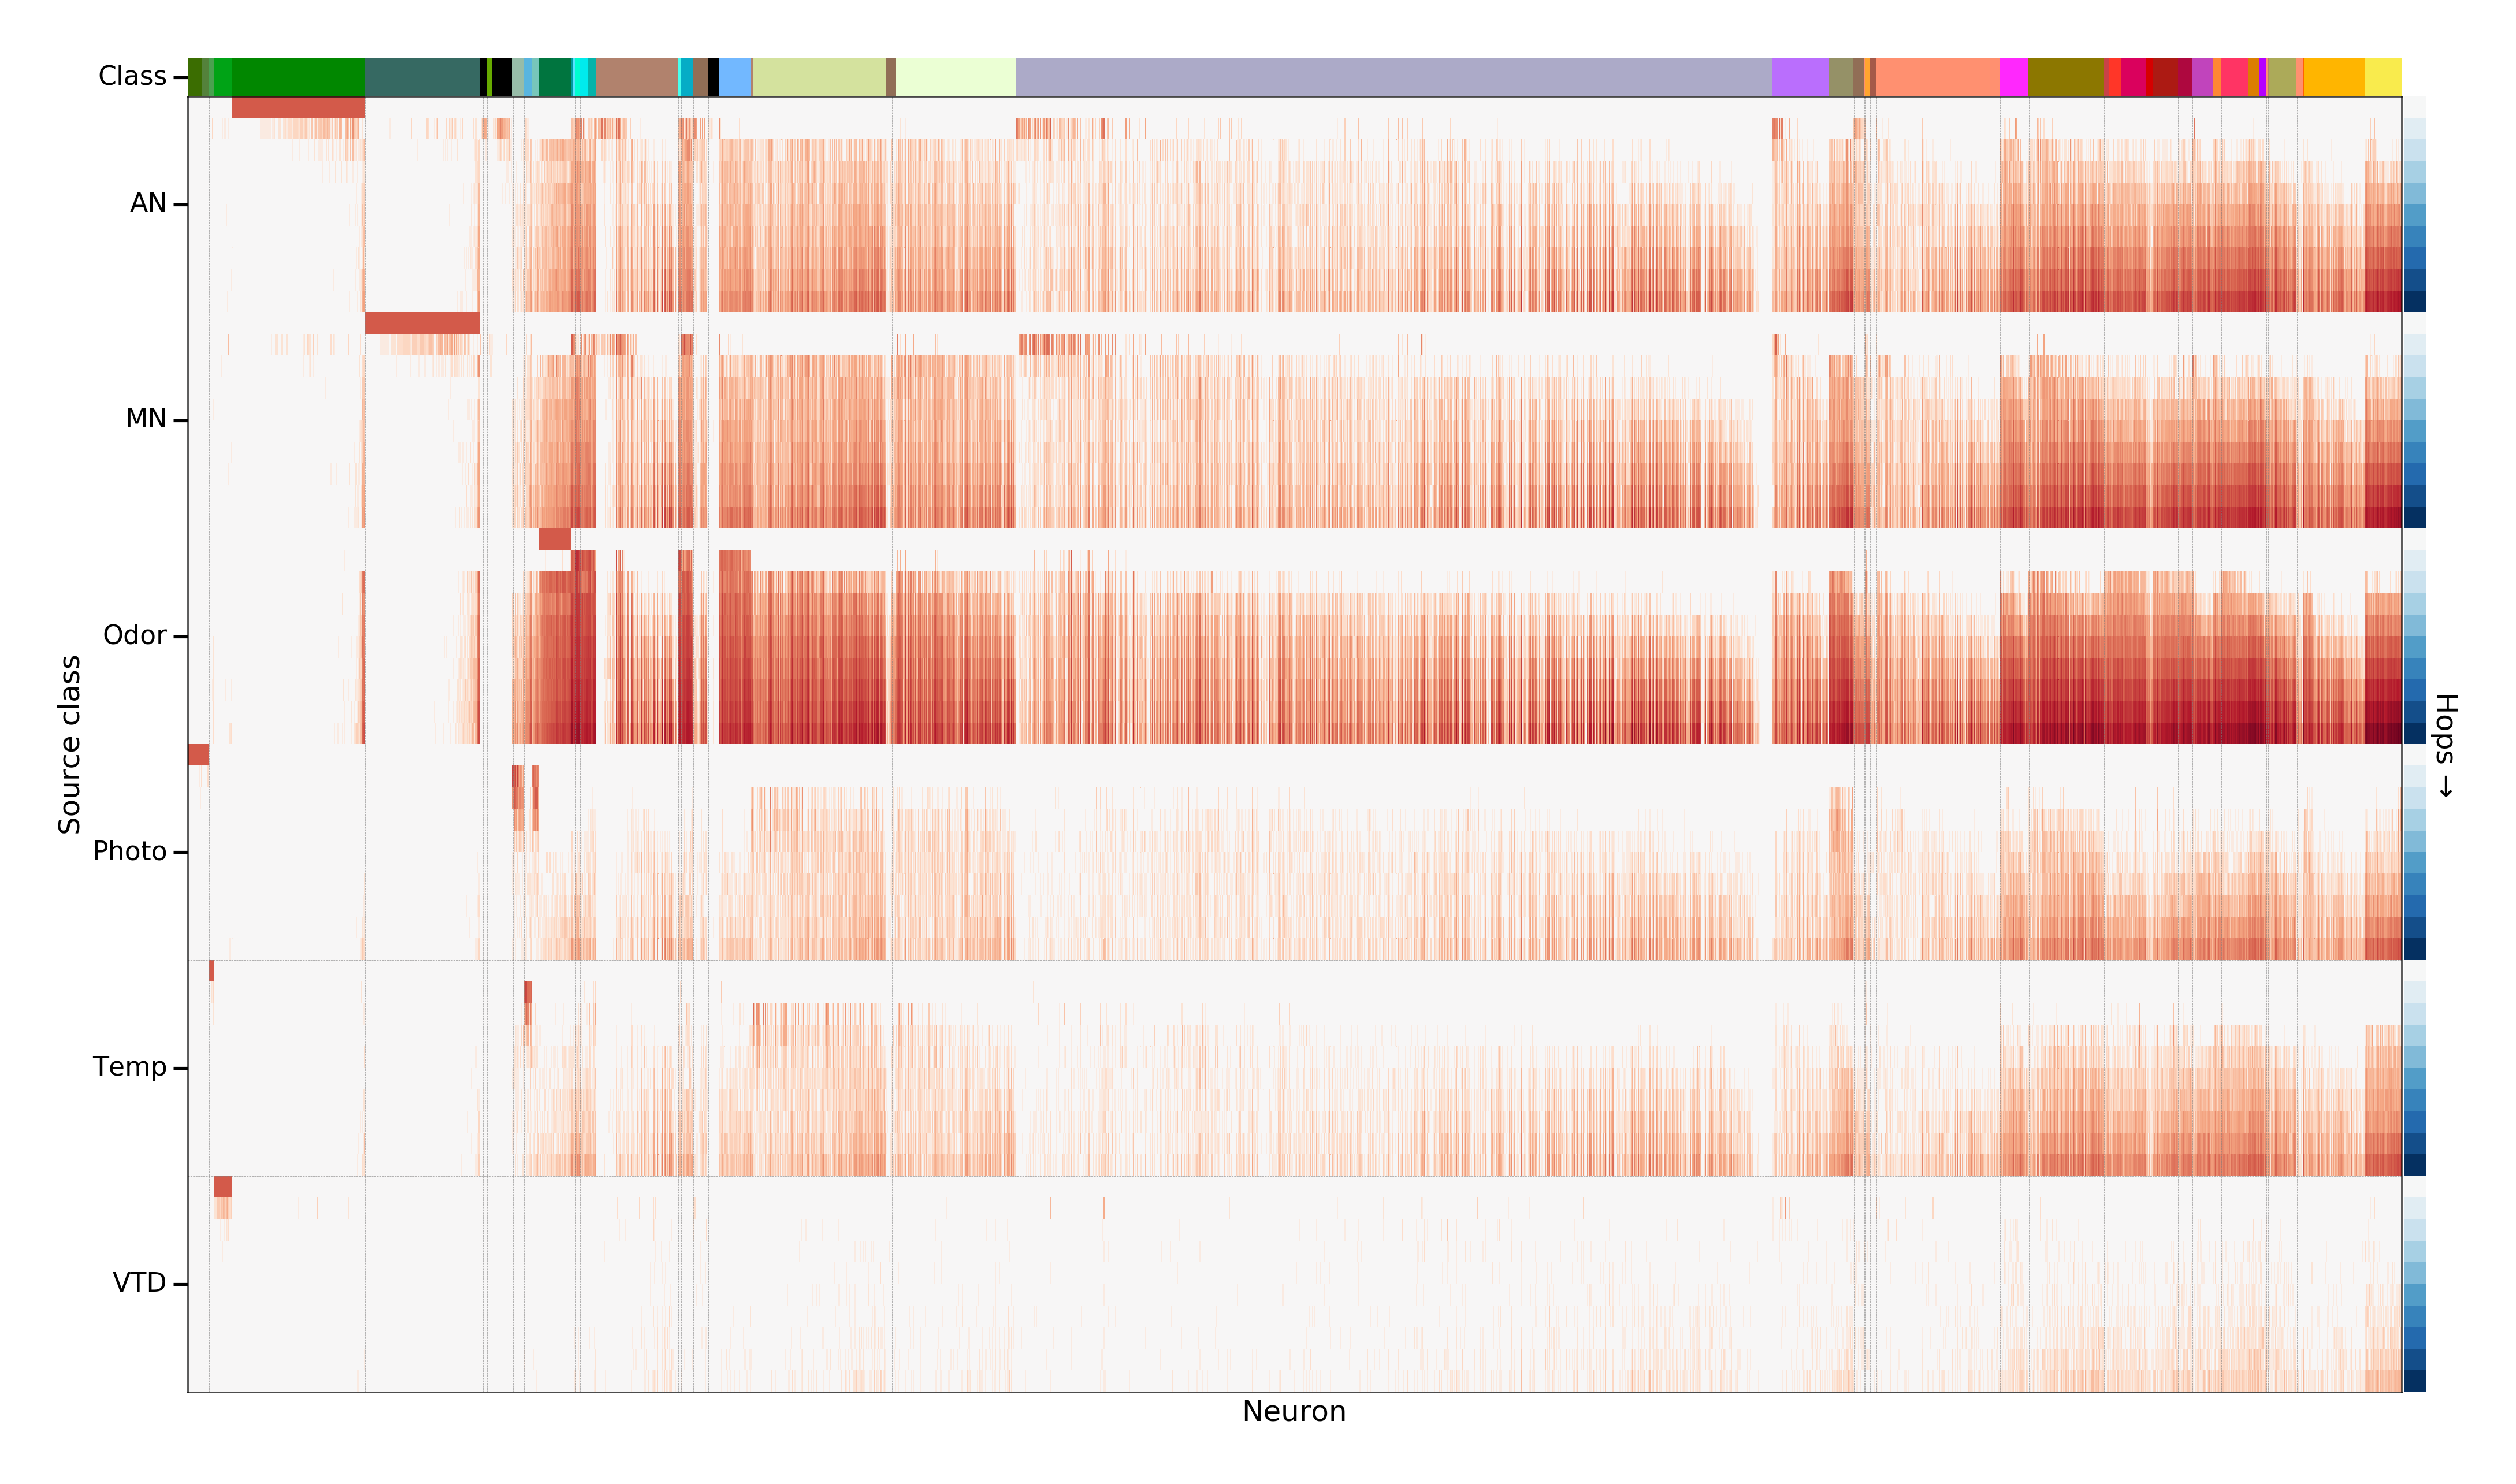 Class
AN
MN
Odor
Photo
Temp
VTD
Source class
Neuron
Hops →